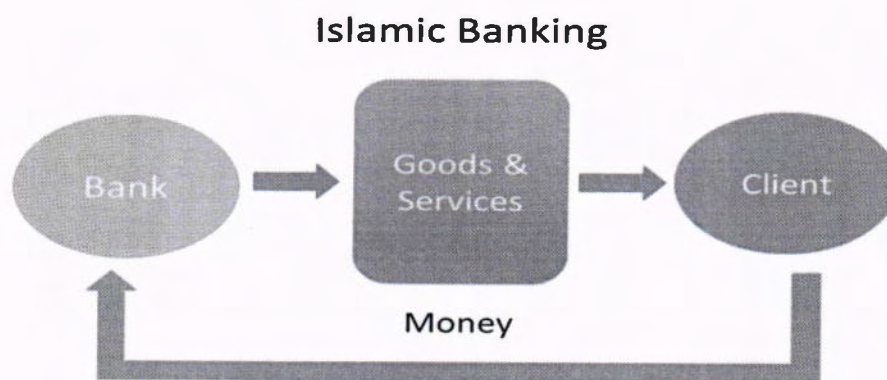 Islamic Banking
Bank
Goods &
Services
Client
Money